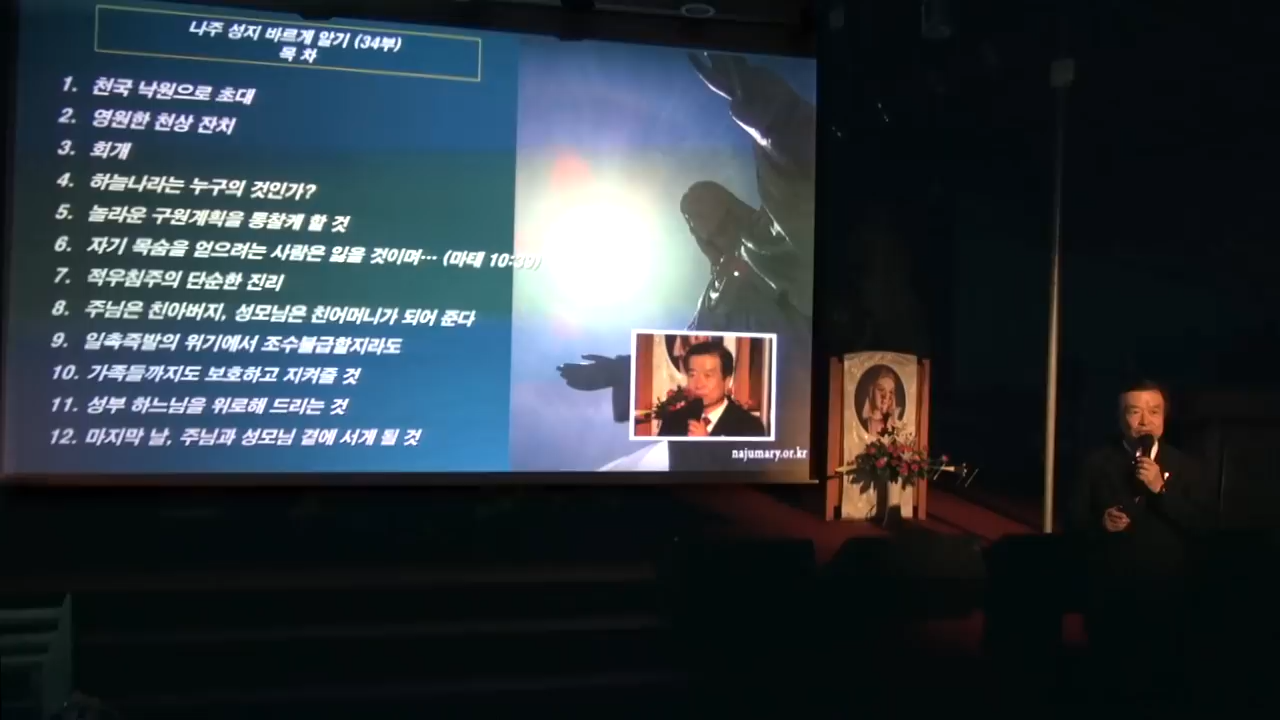 나주 성지 바르게 알기 (34부)
목 차
1. 천국 낙원으로 초대
2. 영원한 천상 잔치
3. 회개
4. 하늘나라는 누구의 것인가?
5. 놀라운 구원계획을 통찰케 할 것
6. 자기 목숨을 얻으려는 사람은 잃을 것이며… (마태 10:39)
7. 적우침주의 단순한 진리
8. 주님은 친아버지, 성모님은 친어머니가 되어 준다
9. 일촉즉발의 위기에서 조수불급할지라도
10. 가족들까지도 보호하고 지켜줄 것
11. 성부 하느님을 위로해 드리는 것
12. 마지막 날, 주님과 성모님 곁에 서게 될 것
najumary.or.kr